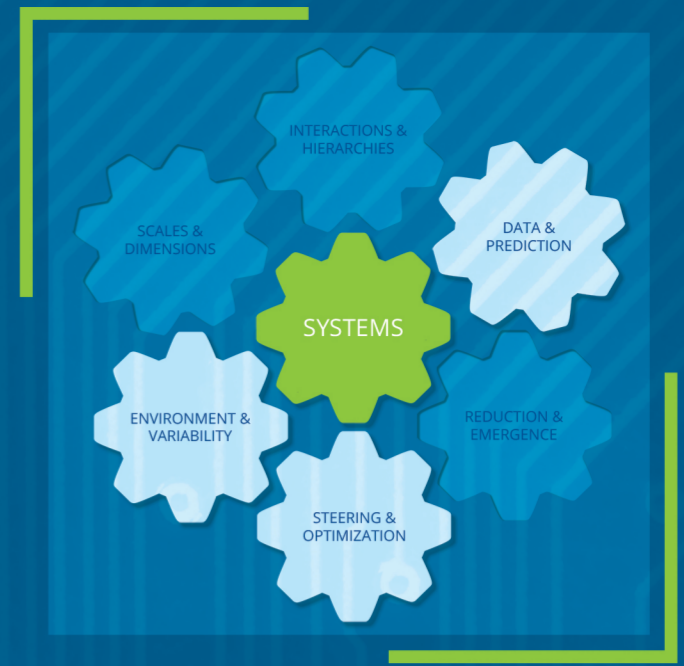 INTERACTIONS &
HIERARCHIES
SCALES &
DIMENSIONS
DATA &
PREDICTION
SYSTEMS
ENVIRONMENT &
VARIABILITY
REDUCTION &
EMERGENCE
STEERING &
OPTIMIZATION